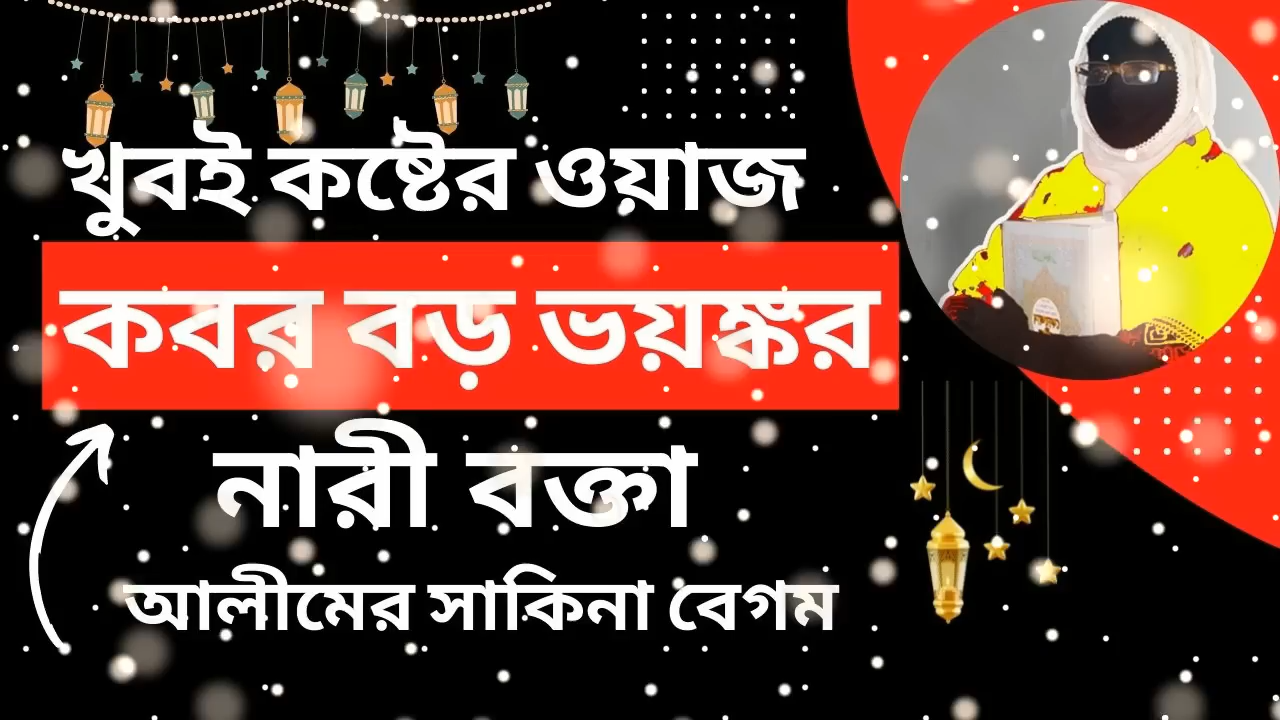 খুবই কষ্টের ওয়াজ
কবর বড় ভয়ঙ্কর
নারী বক্তা
আলীমের সাকিনা বেগম